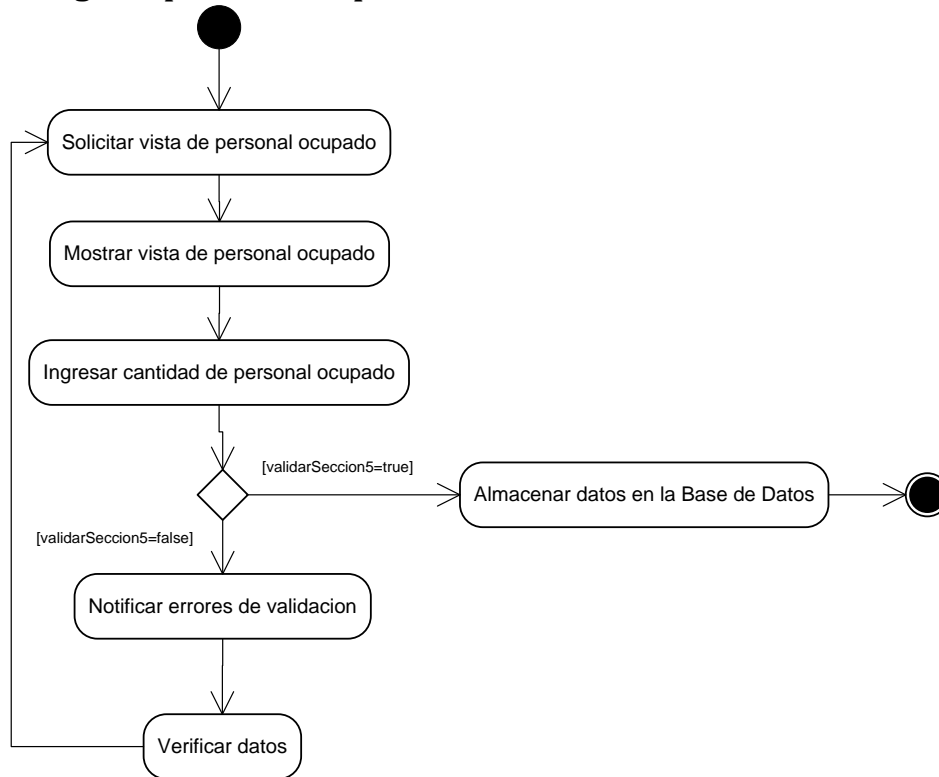 Solicitar vista de personal ocupado
Mostrar vista de personal ocupado
Ingresar cantidad de personal ocupado
[validarSeccion5=true]
Almacenar datos en la Base de Datos
[validarSeccion5=false]
Notificar errores de validacion
Verificar datos